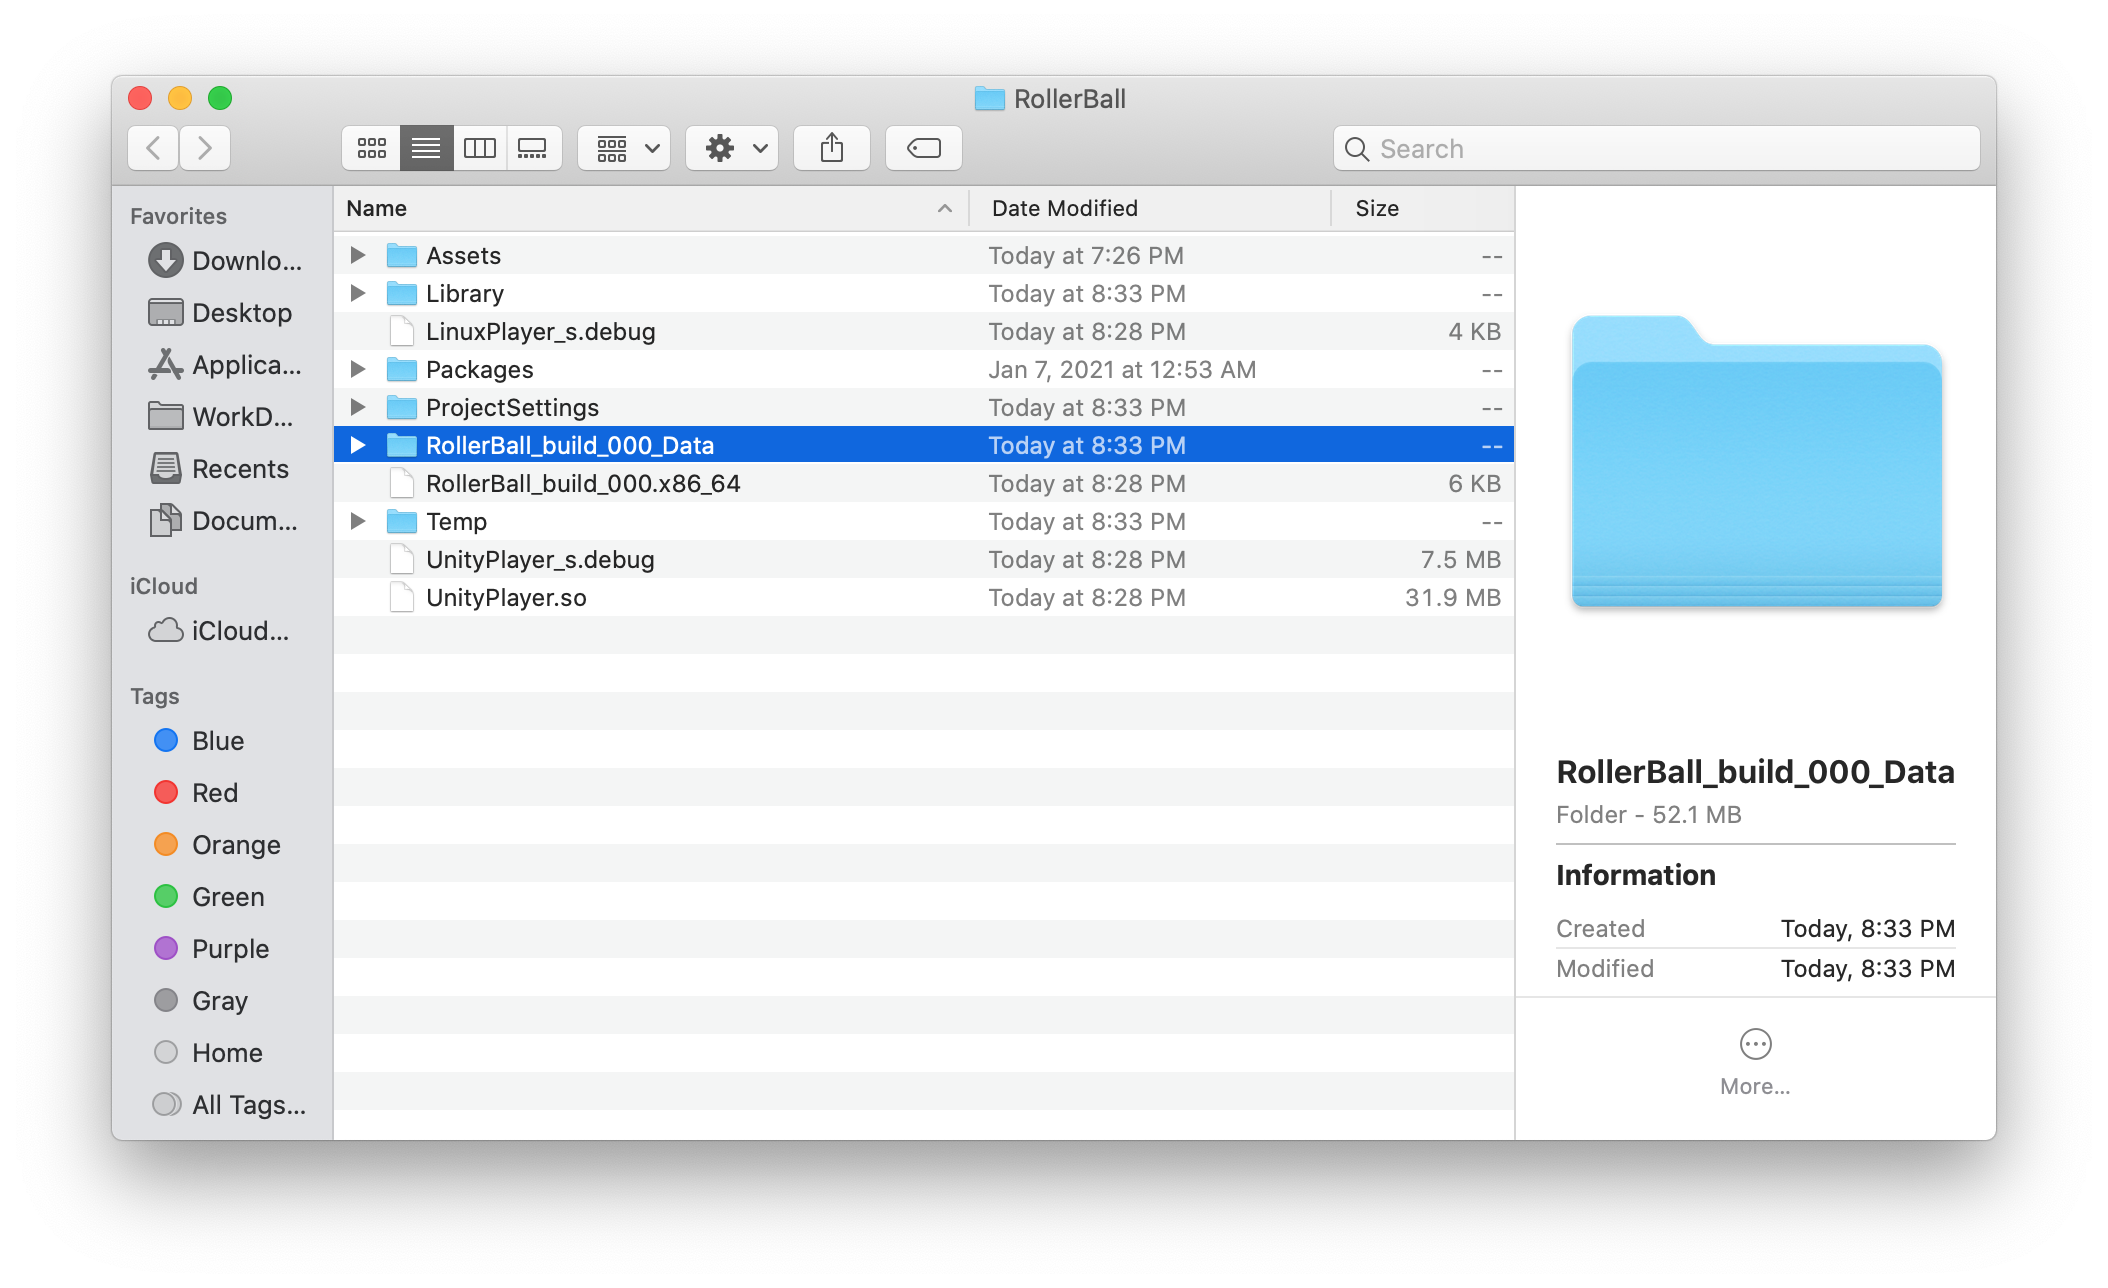 RollerBall
Search
Favorites
Downlo...
Desktop
Applica...
WorkD...
Recents
Docum...
iCloud
iCloud...
Tags
Blue
Red
Orange
Green
Purple
Gray
Home
All Tags...
Name Date Modified Size
Assets Today at 7:26 PM --
Library Today at 8:33 PM --
LinuxPlayer_s.debug Today at 8:28 PM 4 KB
Packages Jan 7, 2021 at 12:53 AM --
ProjectSettings Today at 8:33 PM --
RollerBall_build_000_Data Today at 8:33 PM --
RollerBall_build_000.x86_64 Today at 8:28 PM 6 KB
Temp Today at 8:33 PM --
UnityPlayer_s.debug Today at 8:28 PM 7.5 MB
UnityPlayer.so Today at 8:28 PM 31.9 MB
RollerBall_build_000_Data
Folder - 52.1 MB
Information
Created Today, 8:33 PM
Modified Today, 8:33 PM
More...